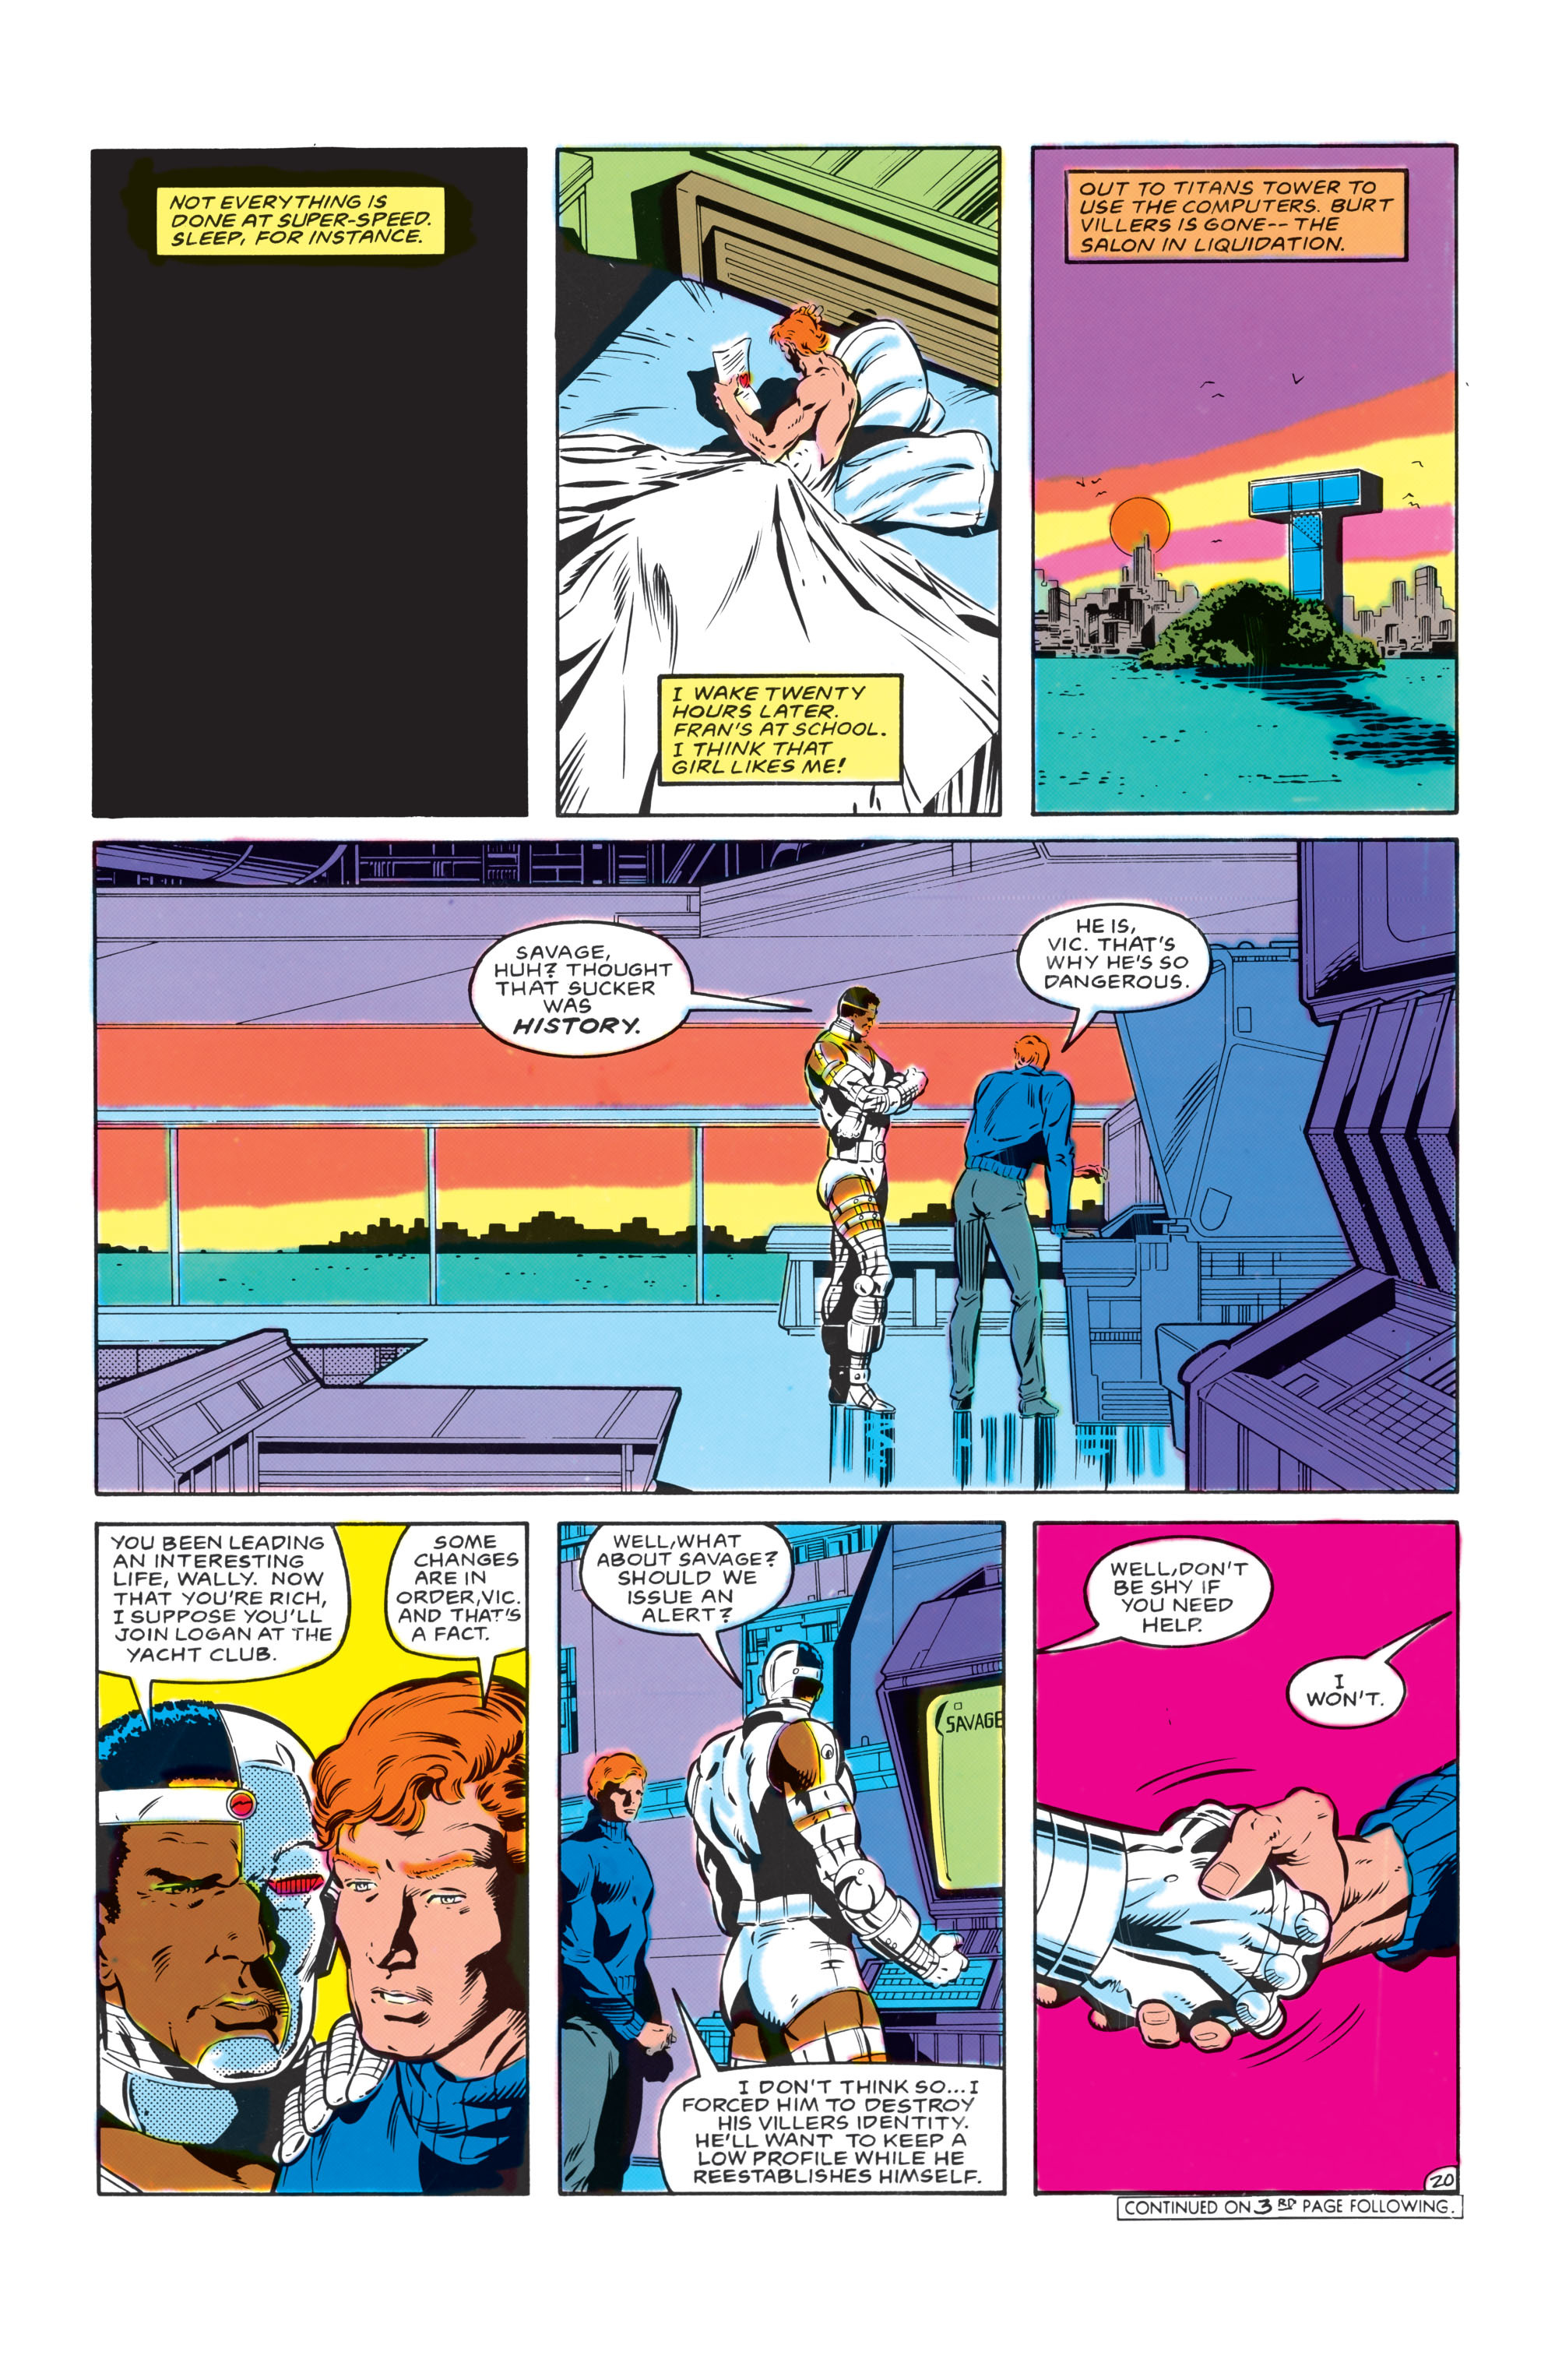 NOT EVERYTHING IS
DONE AT SUPER-SPEED.
SLEEP, FOR INSTANCE.
I WAKE TWENTY
HOURS LATER.
FRAN'S AT SCHOOL.
I THINK THAT
GIRL LIKES ME!
OUT TO TITANS TOWER TO
USE THE COMPUTERS. BURT
VILLERS IS GONE-- THE
SALON IN LIQUIDATION.
SAVAGE,
HUH? THOUGHT
THAT SUCKER
WAS
HISTORY.
HE IS,
VIC. THAT'S
WHY HE'S SO
DANGEROUS.
YOU BEEN LEADING
AN INTERESTING
LIFE, WALLY. NOW
THAT YOU'RE RICH,
I SUPPOSE YOU'LL
JOIN LOGAN AT THE
YACHT CLUB.
SOME
CHANGES
ARE IN
ORDER, VIC.
AND THAT'S
A FACT.
WELL, WHAT
ABOUT SAVAGE?
SHOULD WE
ISSUE AN
ALERT?
SAVAGE
I DON'T THINK SO...I
FORCED HIM TO DESTROY
HIS VILLERS IDENTITY.
HE'LL WANT TO KEEP A
LOW PROFILE WHILE HE
REESTABLISHES HIMSELF.
WELL, DON'T
BE SHY IF
YOU NEED
HELP.
I
WON'T.
20
CONTINUED ON 3RD PAGE FOLLOWING.